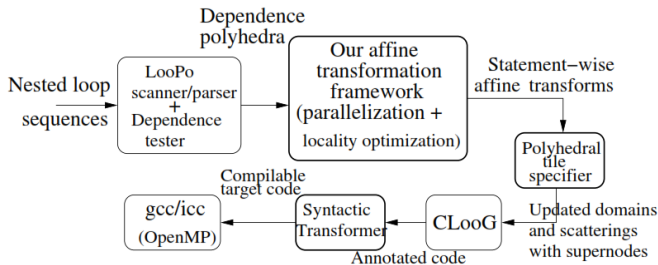 Nested loop
sequences
LooPo
scanner/parser
+
Dependence
tester
Dependence
polyhedra
Our affine
transformation
framework
(parallelization +
locality optimization)
Statement−wise
affine transforms
Polyhedral
tile
specifier
Updated domains
and scatterings
with supernodes
CLooG
Annotated code
Syntactic
Transformer
Compilable
target code
gcc/icc
(OpenMP)